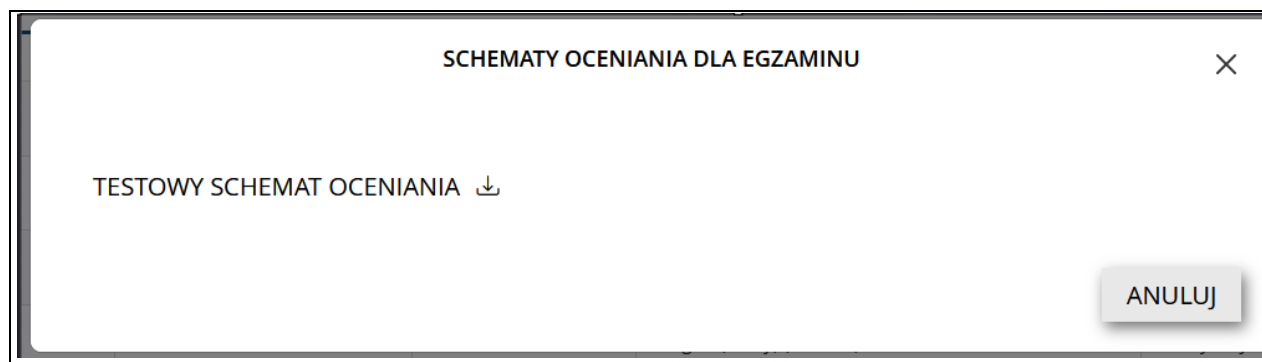 SCHEMATY OCENIANIA DLA EGZAMINU
TESTOWY SCHEMAT OCENIANIA
ANULUJ